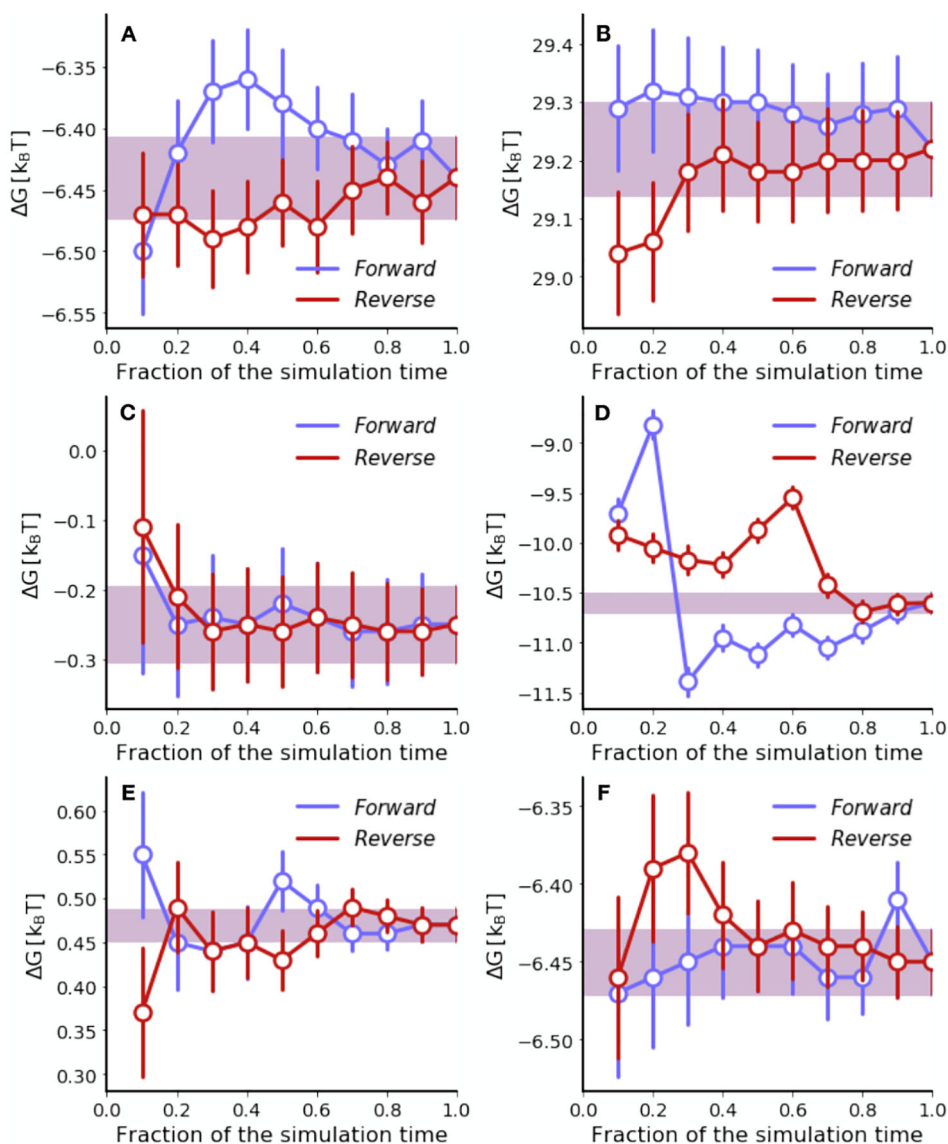 A
−6.35
−6.40
−6.45
−6.50
−6.55
ΔG [kBT]
Forward
Reverse
0.0 0.2 0.4 0.6 0.8 1.0
Fraction of the simulation time
B
29.4
29.3
29.2
29.1
29.0
ΔG [kBT]
Forward
Reverse
0.0 0.2 0.4 0.6 0.8 1.0
Fraction of the simulation time
C
0.0
−0.1
−0.2
−0.3
ΔG [kBT]
Forward
Reverse
0.0 0.2 0.4 0.6 0.8 1.0
Fraction of the simulation time
D
−9.0
−9.5
−10.0
−10.5
−11.0
−11.5
ΔG [kBT]
Forward
Reverse
0.0 0.2 0.4 0.6 0.8 1.0
Fraction of the simulation time
E
0.60
0.55
0.50
0.45
0.40
0.35
0.30
ΔG [kBT]
Forward
Reverse
0.0 0.2 0.4 0.6 0.8 1.0
Fraction of the simulation time
F
−6.35
−6.40
−6.45
−6.50
ΔG [kBT]
Forward
Reverse
0.0 0.2 0.4 0.6 0.8 1.0
Fraction of the simulation time